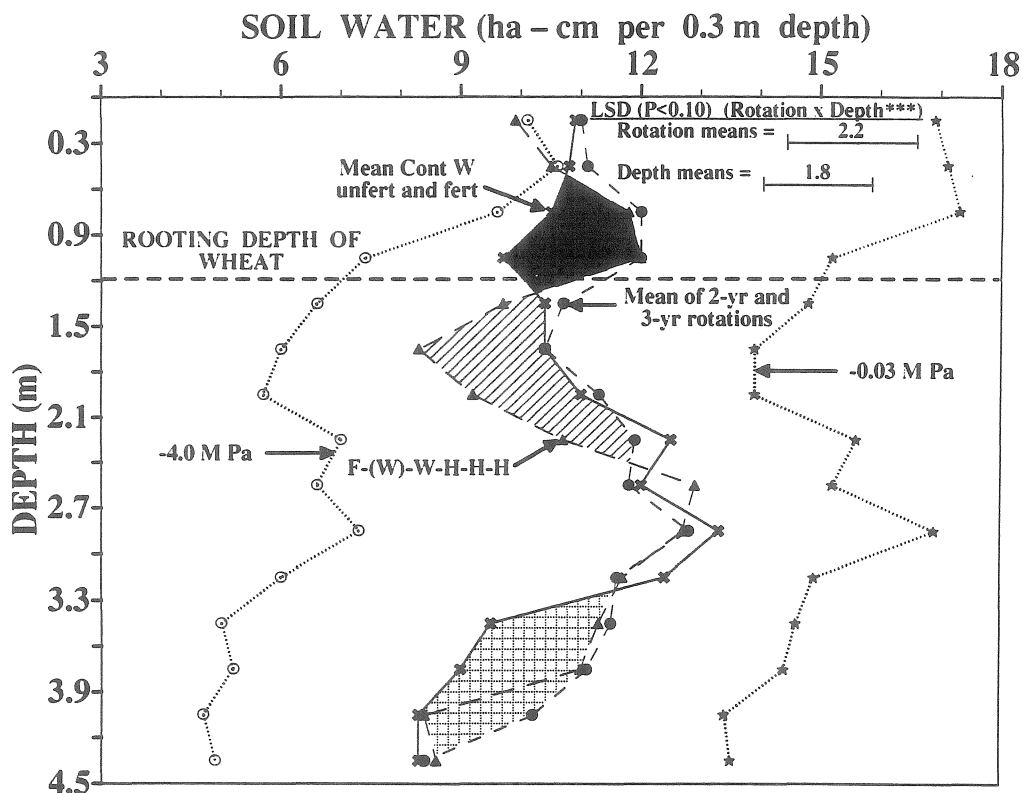 SOIL WATER (ha – cm per 0.3 m depth)
3 6 9 12 15 18
LSD (P<0.10) (Rotation x Depth***)
Rotation means = 2.2
Depth means = 1.8
0.3
Mean Cont W
unfert and fert
0.9
ROOTING DEPTH OF
WHEAT
Mean of 2-yr and
3-yr rotations
1.5
-0.03 M Pa
2.1
-4.0 M Pa
F-(W)-W-H-H-H
DEPTH (m)
2.7
3.3
3.9
4.5